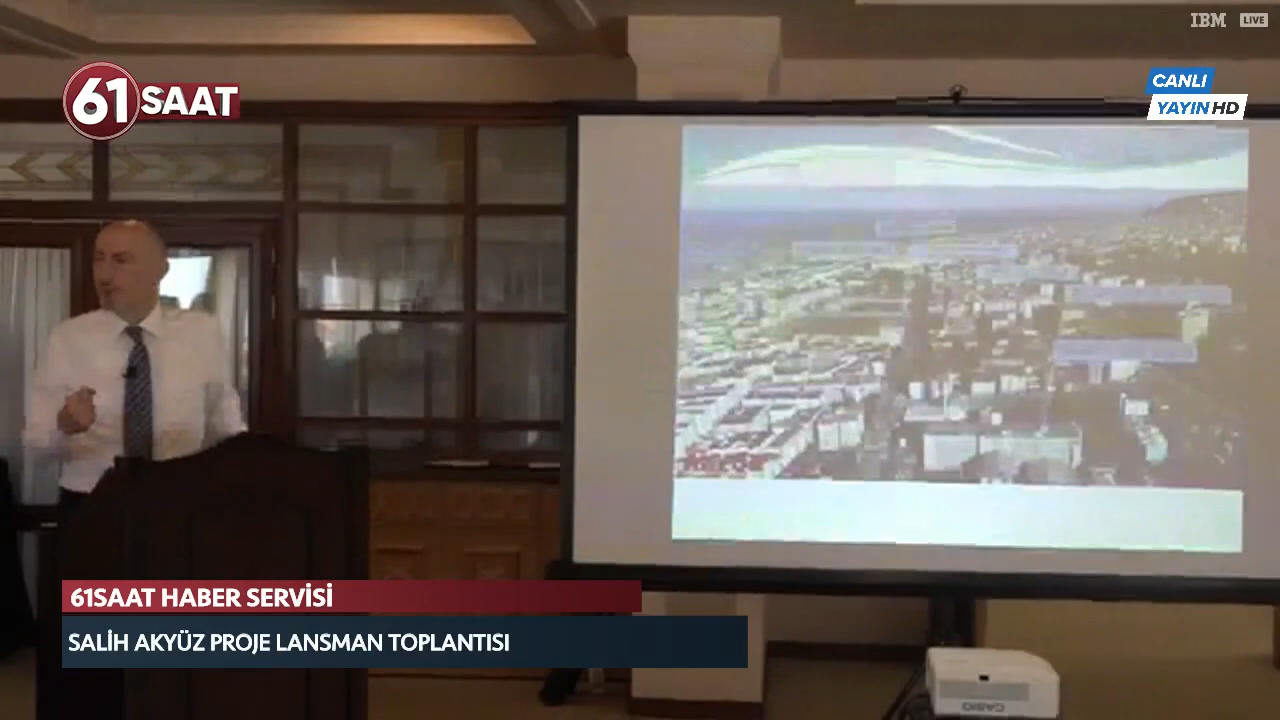 IBM LIVE
61SAAT
CANLI
YAYIN HD
61SAAT HABER SERVİSİ
SALİH AKYÜZ PROJE LANSMAN TOPLANTISI
CASIO